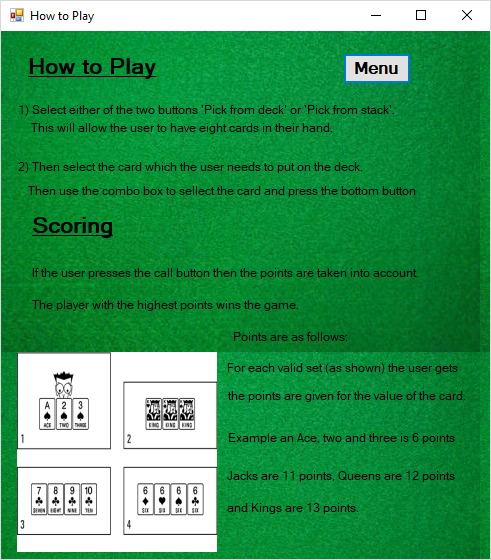 How to Play
How to Play
Menu
1) Select either of the two buttons 'Pick from deck' or 'Pick from stack'.
This will allow the user to have eight cards in their hand.
2) Then select the card which the user needs to put on the deck.
Then use the combo box to sellect the card and press the bottom button
Scoring
If the user presses the call button then the points are taken into account.
The player with the highest points wins the game.
Points are as follows:
For each valid set (as shown) the user gets
the points are given for the value of the card.
Example an Ace, two and three is 6 points
Jacks are 11 points, Queens are 12 points
and Kings are 13 points.
A 2 3
ACE TWO THREE
1
KING KING KING
2
7 8 9 10
SEVEN EIGHT NINE TEN
3
6 6 6 6
SIX SIX SIX SIX
4